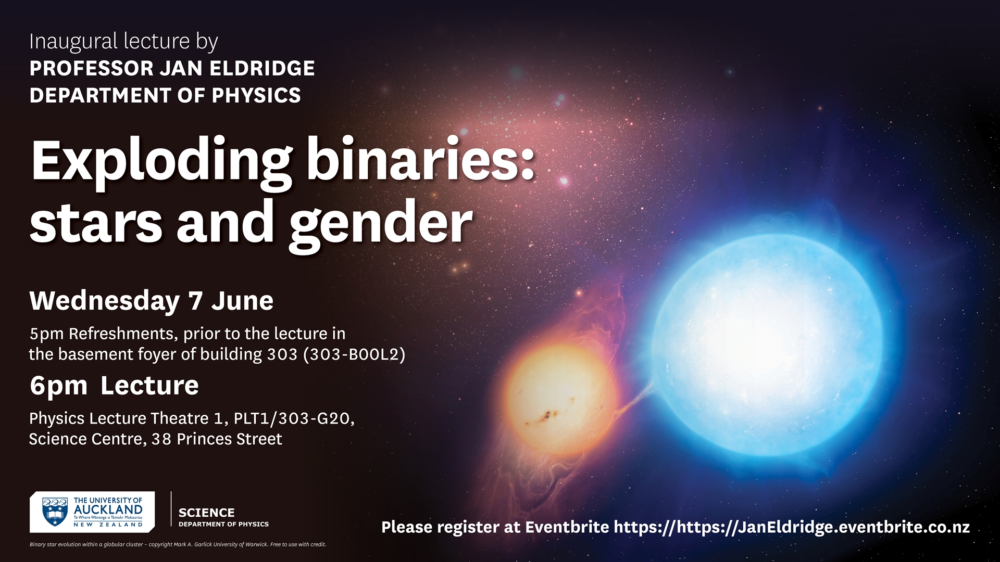 Inaugural lecture by
PROFESSOR JAN ELDRIDGE
DEPARTMENT OF PHYSICS
Exploding binaries:
stars and gender
Wednesday 7 June
5pm Refreshments, prior to the lecture in
the basement foyer of building 303 (303-B00L2)
6pm Lecture
Physics Lecture Theatre 1, PLT1/303-G20,
Science Centre, 38 Princes Street
THE UNIVERSITY OF
AUCKLAND
Te Whare Wānanga o Tāmaki Makaurau
NEW ZEALAND
SCIENCE
DEPARTMENT OF PHYSICS
Please register at Eventbrite https://https://JanEldridge.eventbrite.co.nz
Binary star evolution within a globular cluster – copyright Mark A. Garlick University of Warwick. Free to use with credit.